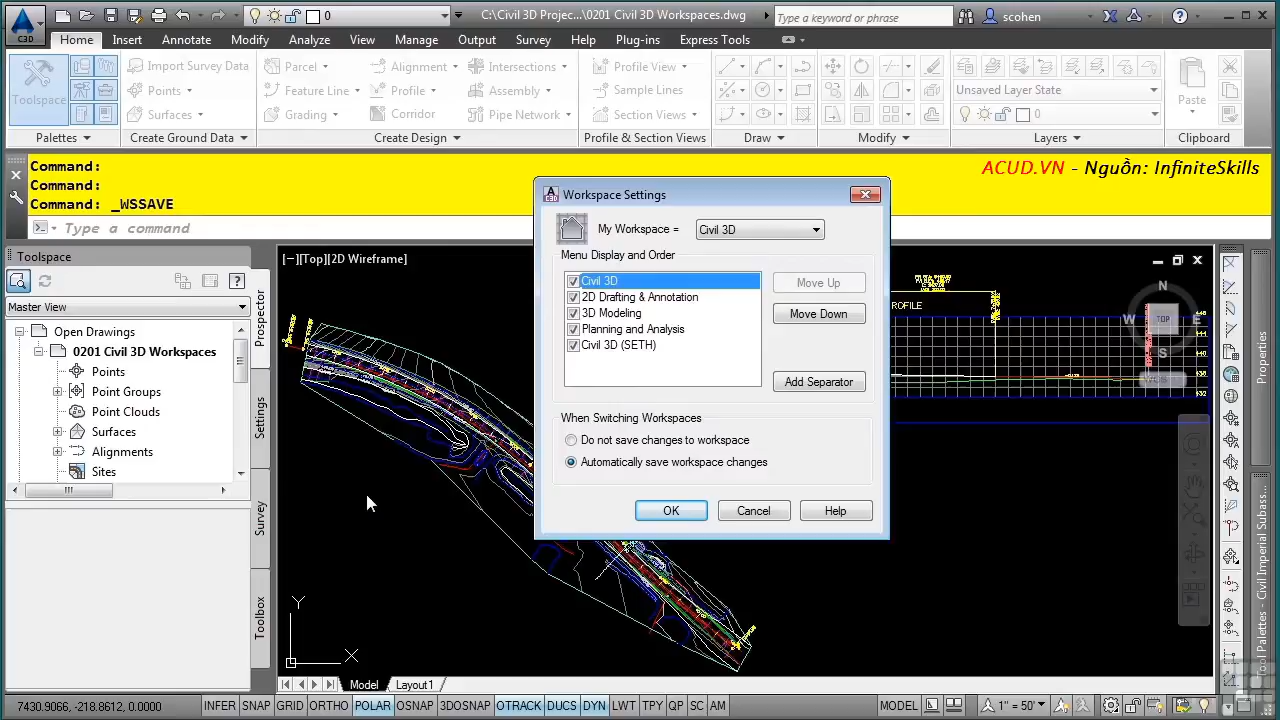 C:\Civil 3D Projec...\0201 Civil 3D Workspaces.dwg
Type a keyword or phrase
scohen
C3D
Home Insert Annotate Modify Analyze View Manage Output Survey Help Plug-ins Express Tools
Toolspace
Import Survey Data
Points
Surfaces
Parcel
Feature Line
Grading
Alignment
Profile
Corridor
Intersections
Assembly
Pipe Network
Profile View
Sample Lines
Section Views
Unsaved Layer State
0
Paste
Palettes Create Ground Data Create Design Profile & Section Views Draw Modify Layers Clipboard
Command:
Command:
Command: _WSSAVE
Type a command
ACUD.VN - Nguồn: InfiniteSkills
Toolspace
Master View
Open Drawings
0201 Civil 3D Workspaces
Points
Point Groups
Point Clouds
Surfaces
Alignments
Sites
Prospector
Settings
Survey
Toolbox
[−][Top][2D Wireframe]
Workspace Settings
My Workspace =
Civil 3D
Menu Display and Order
Civil 3D
2D Drafting & Annotation
3D Modeling
Planning and Analysis
Civil 3D (SETH)
Move Up
Move Down
Add Separator
When Switching Workspaces
Do not save changes to workspace
Automatically save workspace changes
OK Cancel Help
N
W TOP E
S
WCS
Properties
Tool Palettes - Civil Imperial Subass...
Y
X
Model Layout1
7430.9066, -218.8612, 0.0000 INFER SNAP GRID ORTHO POLAR OSNAP 3DOSNAP OTRACK DUCS DYN LWT TPY QP SC AM MODEL 1" = 50'